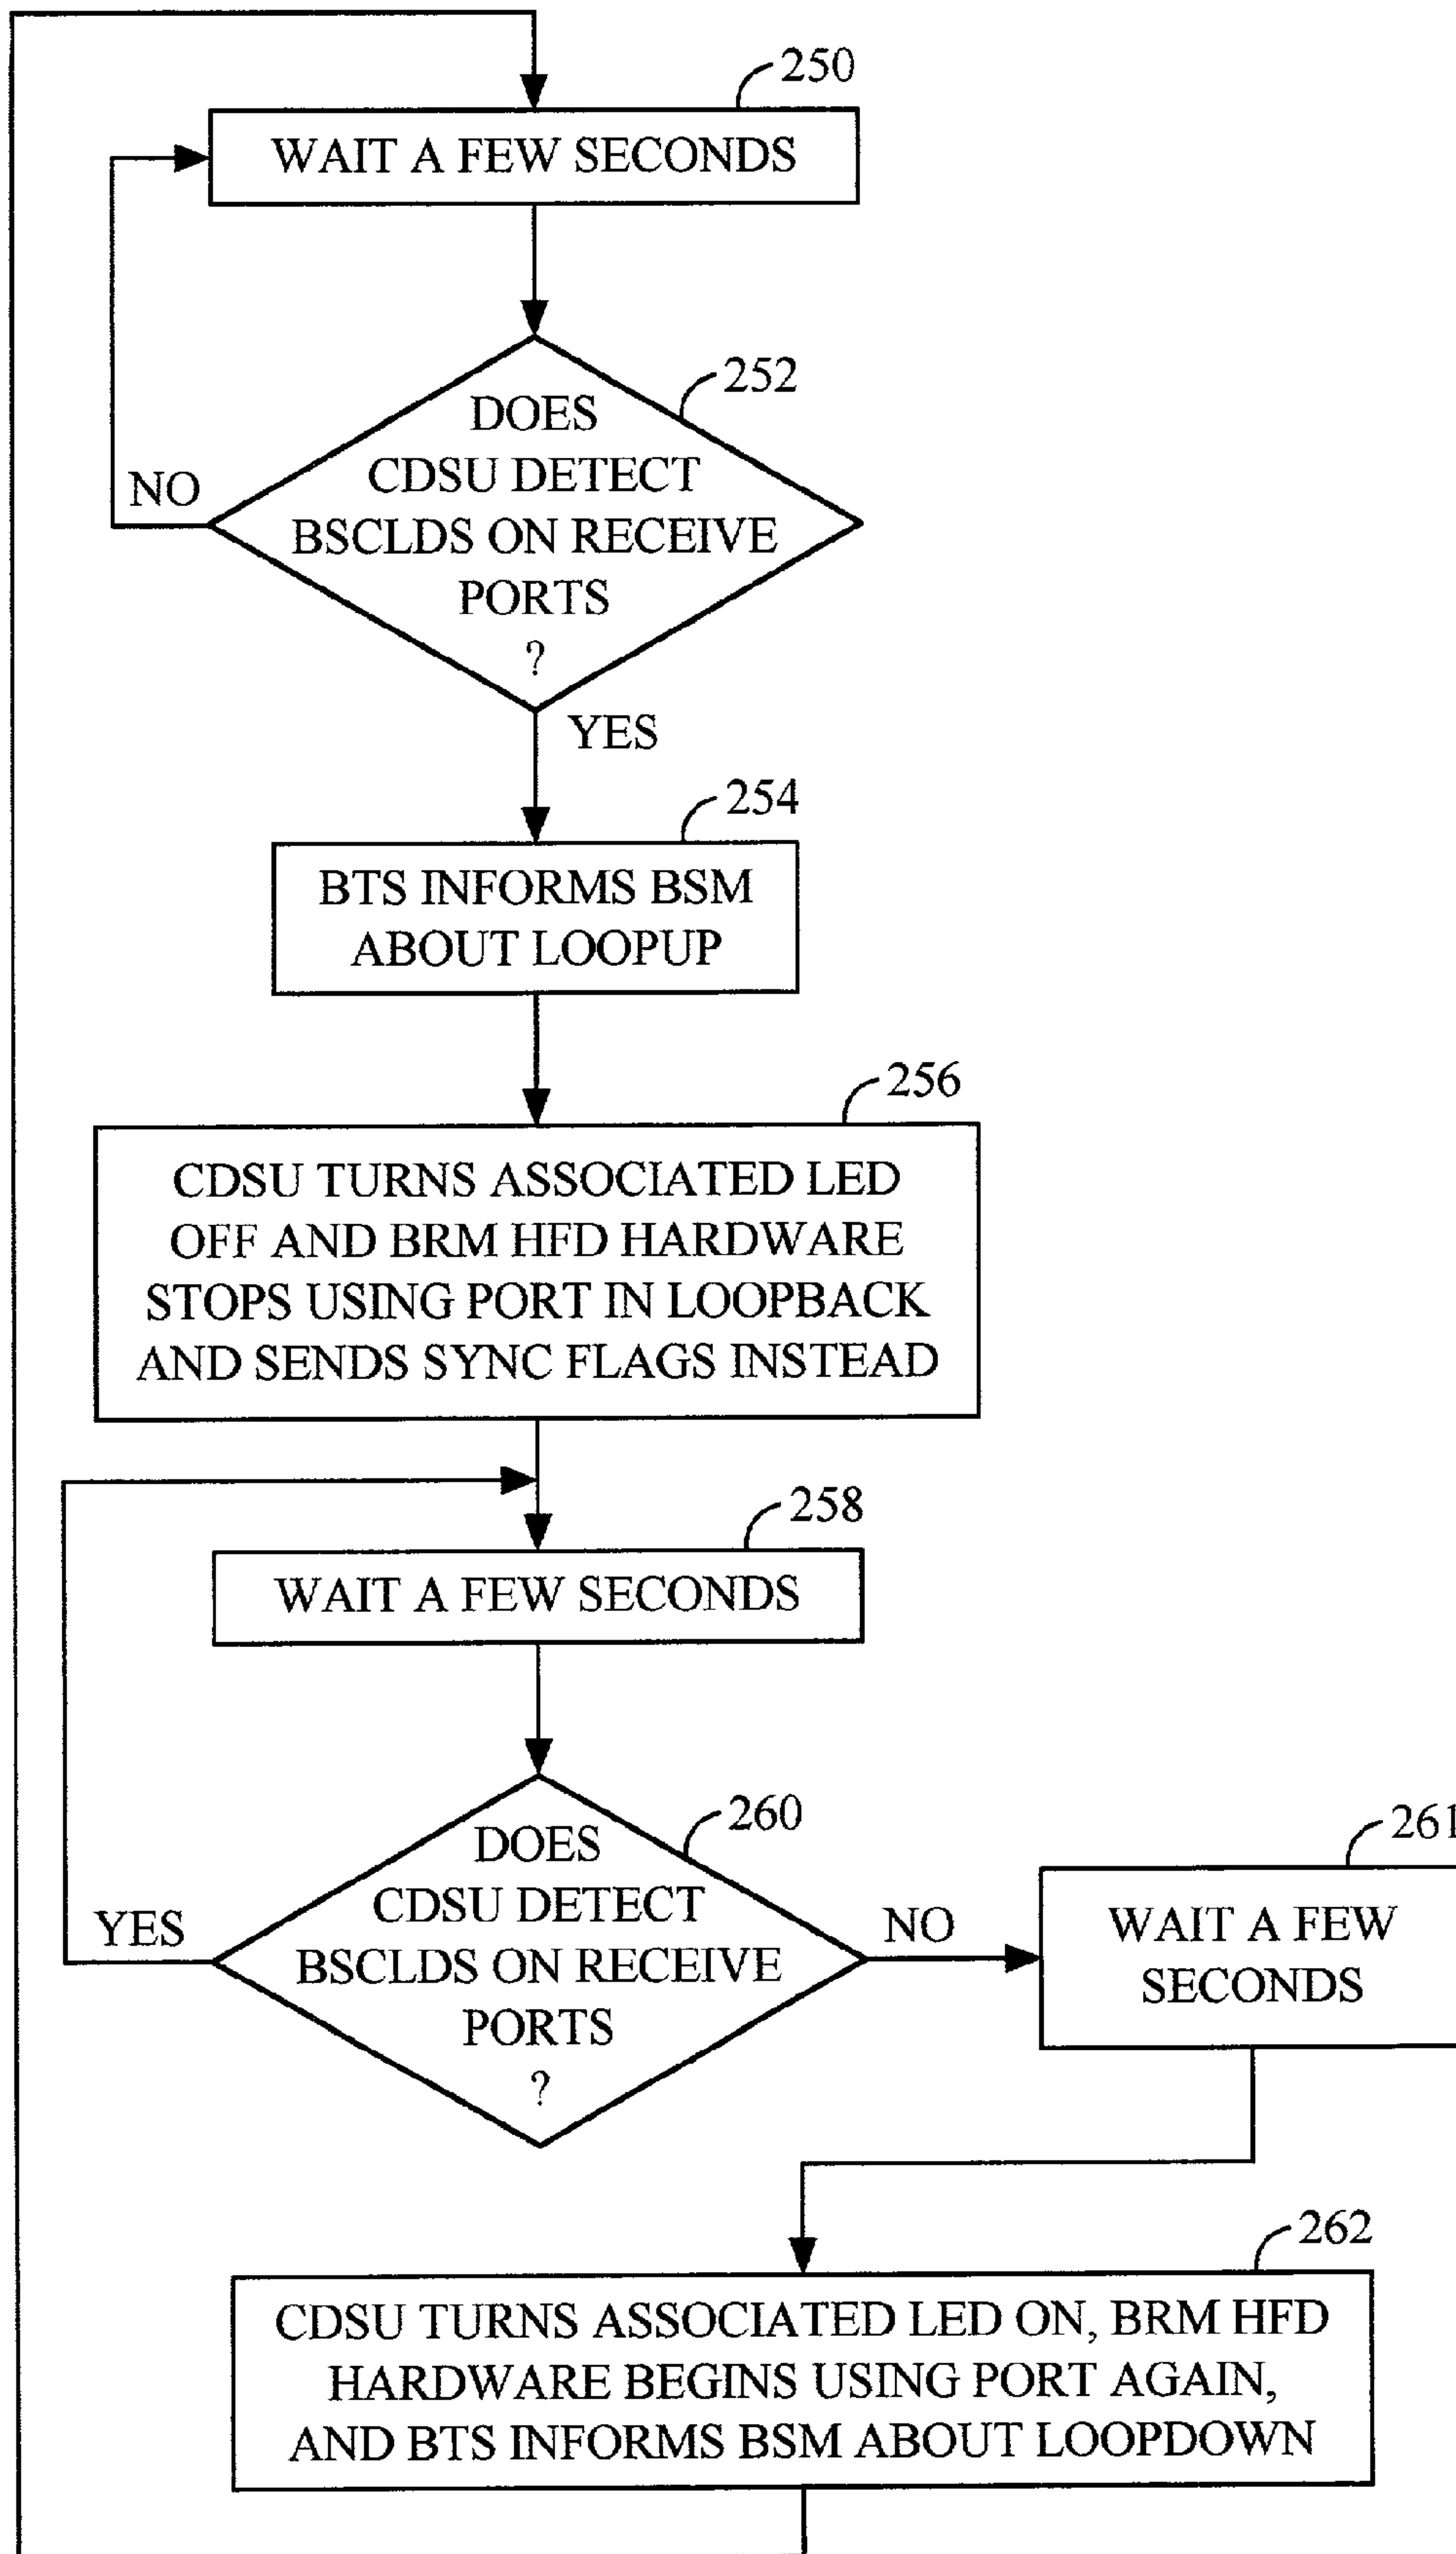 250
WAIT A FEW SECONDS
252
DOES
CDSU DETECT
BSCLDS ON RECEIVE
PORTS
?
NO
YES
254
BTS INFORMS BSM
ABOUT LOOPUP
256
CDSU TURNS ASSOCIATED LED
OFF AND BRM HFD HARDWARE
STOPS USING PORT IN LOOPBACK
AND SENDS SYNC FLAGS INSTEAD
258
WAIT A FEW SECONDS
260
DOES
CDSU DETECT
BSCLDS ON RECEIVE
PORTS
?
YES
NO
261
WAIT A FEW
SECONDS
262
CDSU TURNS ASSOCIATED LED ON, BRM HFD
HARDWARE BEGINS USING PORT AGAIN,
AND BTS INFORMS BSM ABOUT LOOPDOWN